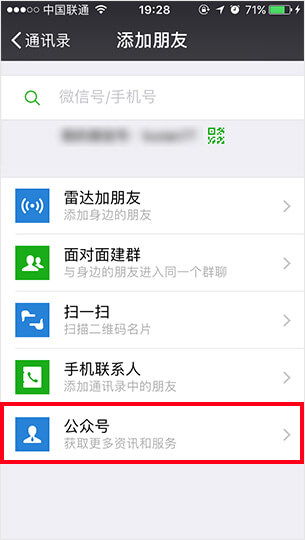 中国联通 19:28 71%
通讯录 添加朋友
微信号/手机号
雷达加朋友
添加身边的朋友
面对面建群
与身边的朋友进入同一个群聊
扫一扫
扫描二维码名片
手机联系人
添加通讯录中的朋友
公众号
获取更多资讯和服务